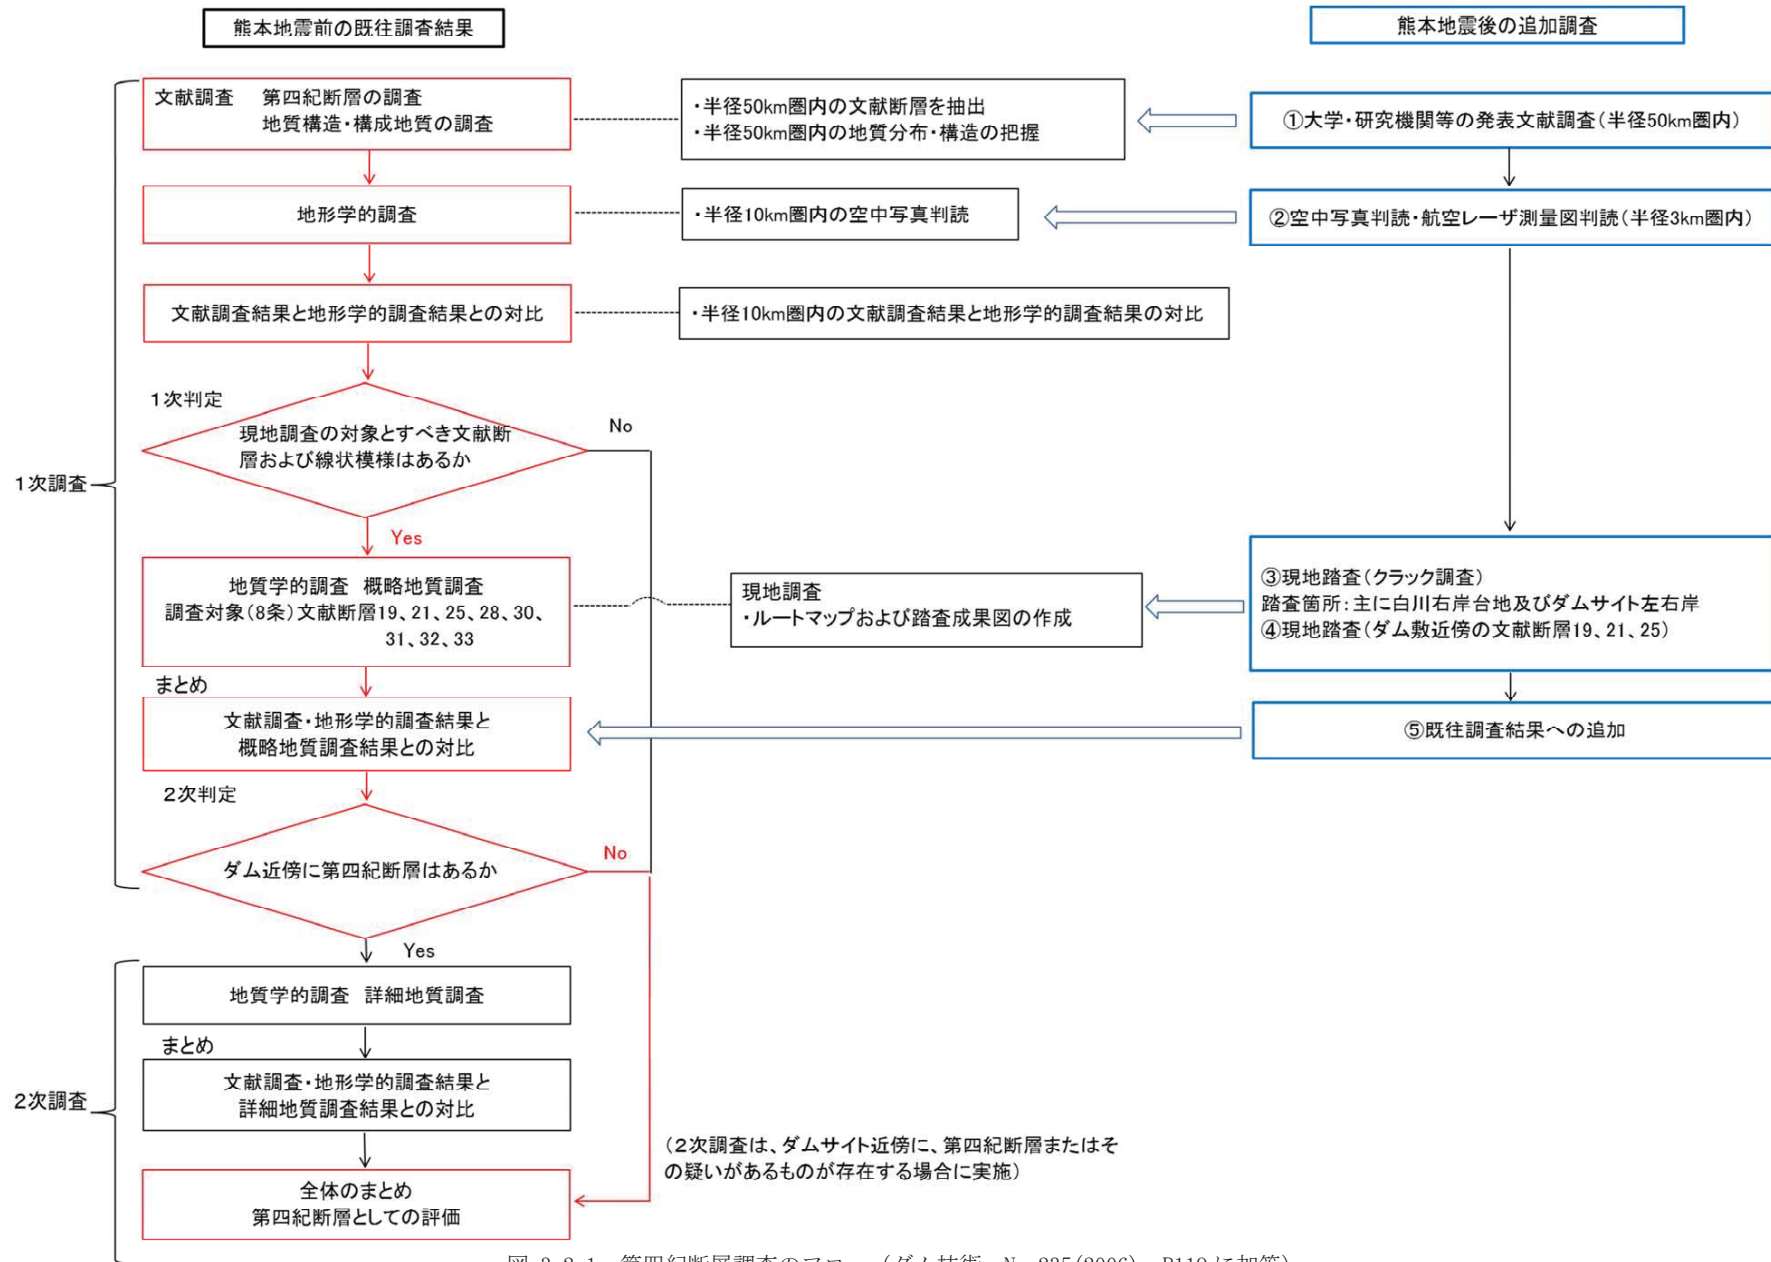 熊本地震前の既往調査結果
熊本地震後の追加調査
文献調査　第四紀断層の調査
地質構造・構成地質の調査
・半径50km圏内の文献断層を抽出
・半径50km圏内の地質分布・構造の把握
①大学・研究機関等の発表文献調査(半径50km圏内)
地形学的調査
・半径10km圏内の空中写真判読
②空中写真判読・航空レーザ測量図判読(半径3km圏内)
文献調査結果と地形学的調査結果との対比
・半径10km圏内の文献調査結果と地形学的調査結果の対比
1次判定
現地調査の対象とすべき文献断
層および線状模様はあるか
No
Yes
1次調査
地質学的調査　概略地質調査
調査対象(8条)文献断層19、21、25、28、30、
31、32、33
現地調査
・ルートマップおよび踏査成果図の作成
③現地踏査(クラック調査)
踏査箇所:主に白川右岸台地及びダムサイト左右岸
④現地踏査(ダム敷近傍の文献断層19、21、25)
まとめ
文献調査・地形学的調査結果と
概略地質調査結果との対比
⑤既往調査結果への追加
2次判定
ダム近傍に第四紀断層はあるか
No
Yes
地質学的調査　詳細地質調査
まとめ
文献調査・地形学的調査結果と
詳細地質調査結果との対比
2次調査
(2次調査は、ダムサイト近傍に、第四紀断層またはそ
の疑いがあるものが存在する場合に実施)
全体のまとめ
第四紀断層としての評価